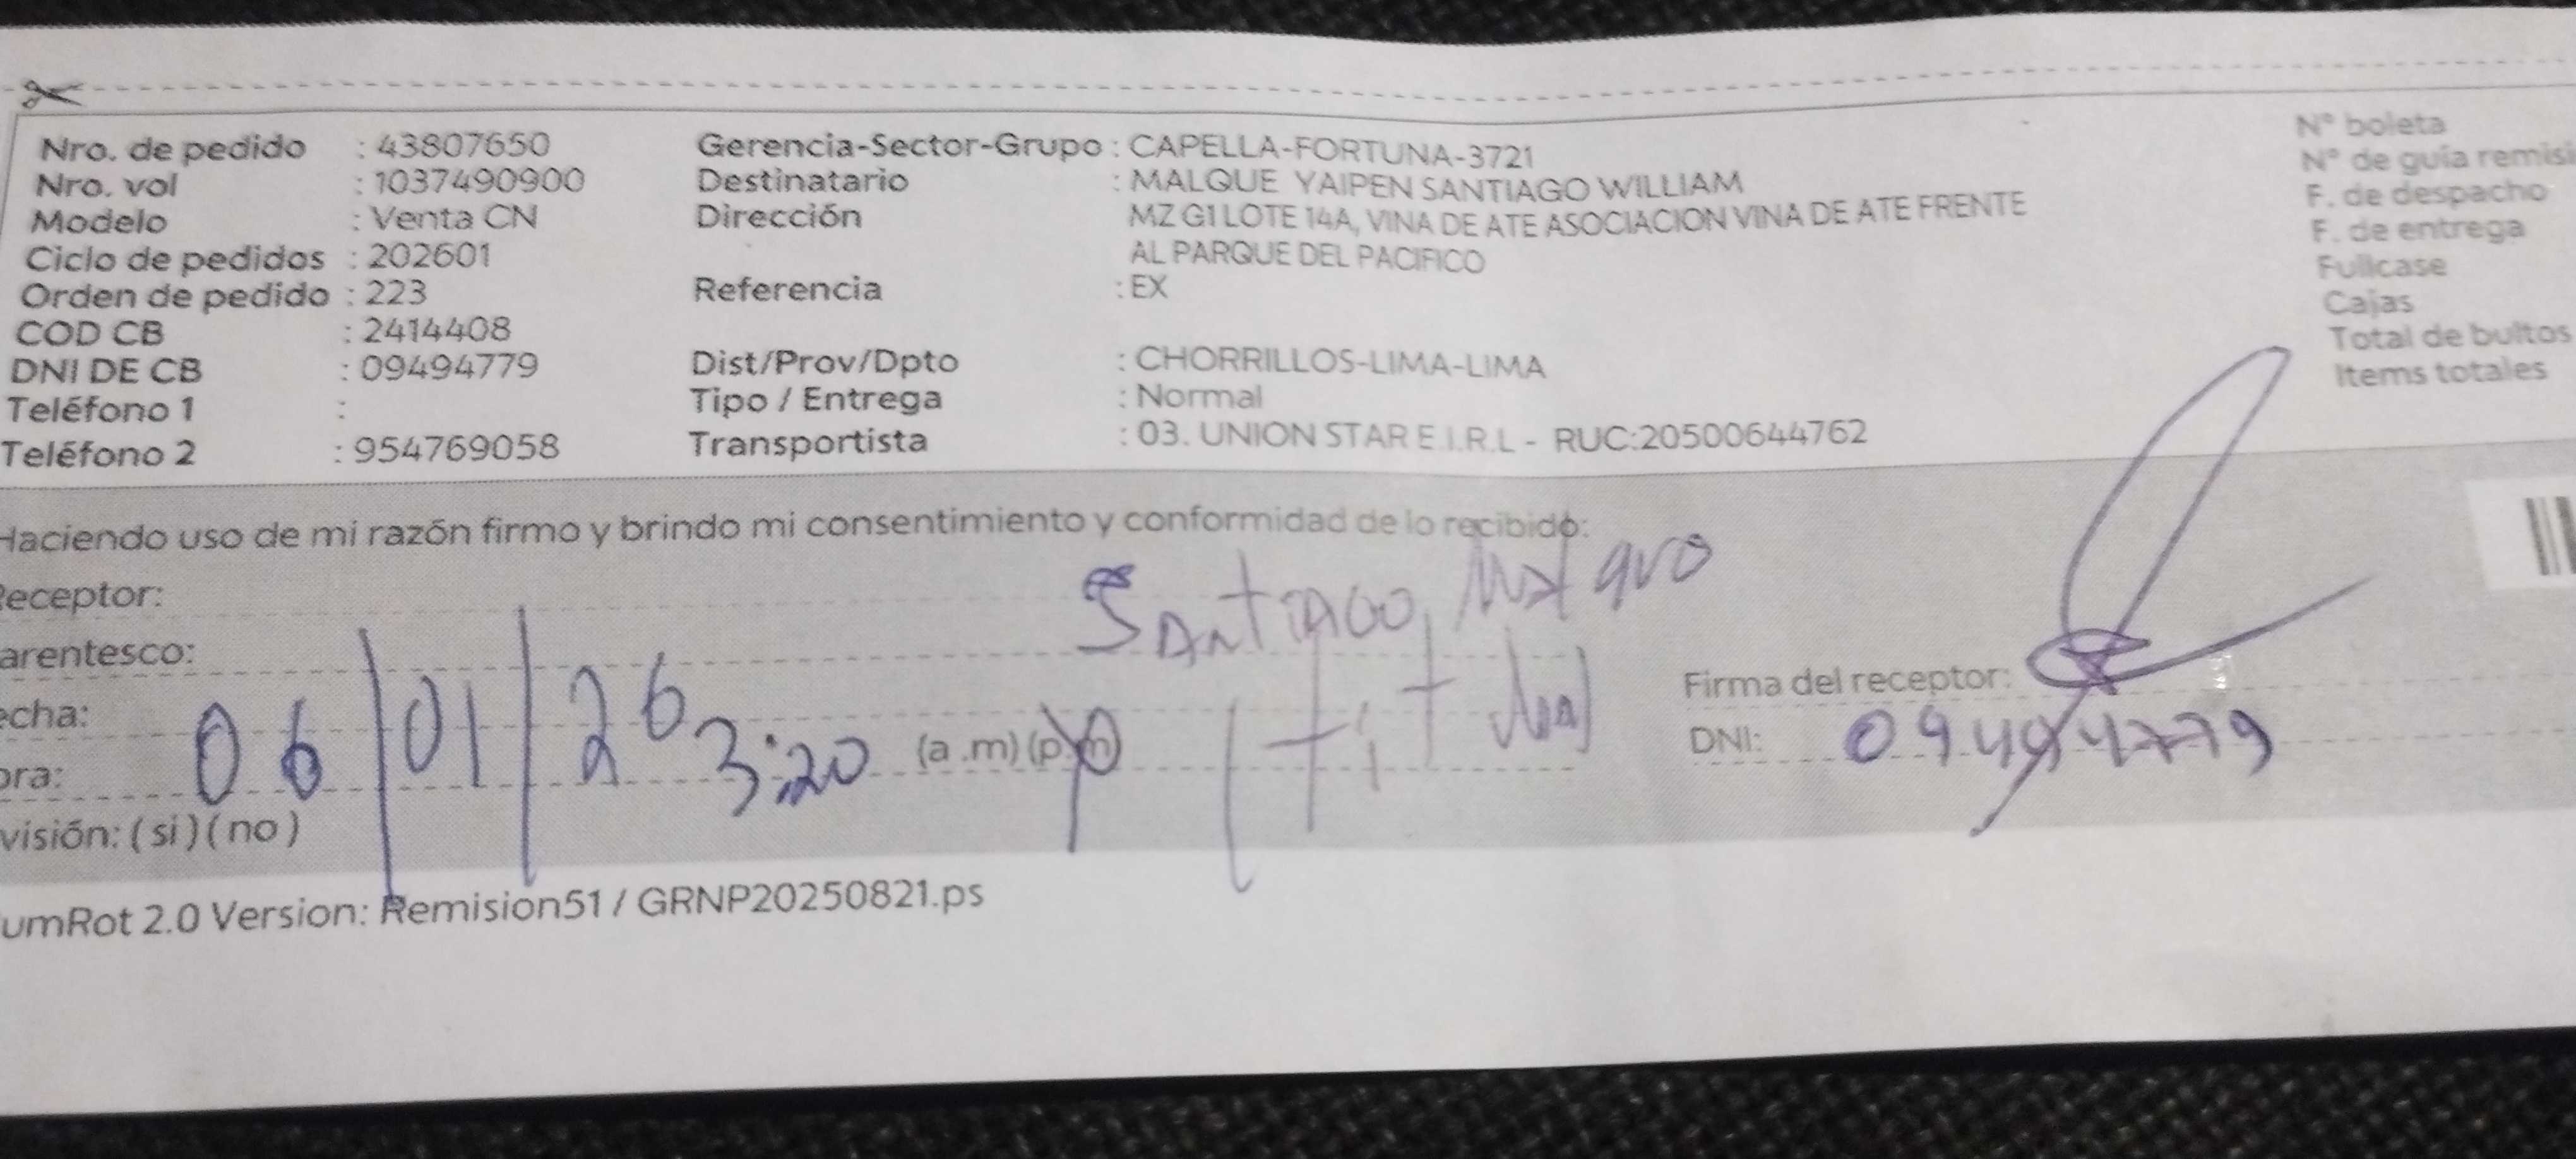 Nro. de pedido : 43807650
Nro. vol : 1037490900
Modelo : Venta CN
Ciclo de pedidos : 202601
Orden de pedido : 223
COD CB : 2414408
DNI DE CB : 09494779
Teléfono 1 :
Teléfono 2 : 954769058
Gerencia-Sector-Grupo : CAPELLA-FORTUNA-3721
Destinatario : MALQUE YAIPEN SANTIAGO WILLIAM
Dirección MZ G1 LOTE 14A, VINA DE ATE ASOCIACION VINA DE ATE FRENTE
AL PARQUE DEL PACIFICO
Referencia : EX
Dist/Prov/Dpto : CHORRILLOS-LIMA-LIMA
Tipo / Entrega : Normal
Transportista : 03. UNION STAR E.I.R.L - RUC:20500644762
N° boleta
N° de guía remisi
F. de despacho
F. de entrega
Fullcase
Cajas
Total de bultos
Items totales
Haciendo uso de mi razón firmo y brindo mi consentimiento y conformidad de lo recibido:
Receptor: Santiago
arentesco:
echa: 06/01/26
ora: 3:20 (a .m) (p.m)
visión: ( si ) ( no )
Firma del receptor:
DNI: 09494779
umRot 2.0 Version: Remision51 / GRNP20250821.ps